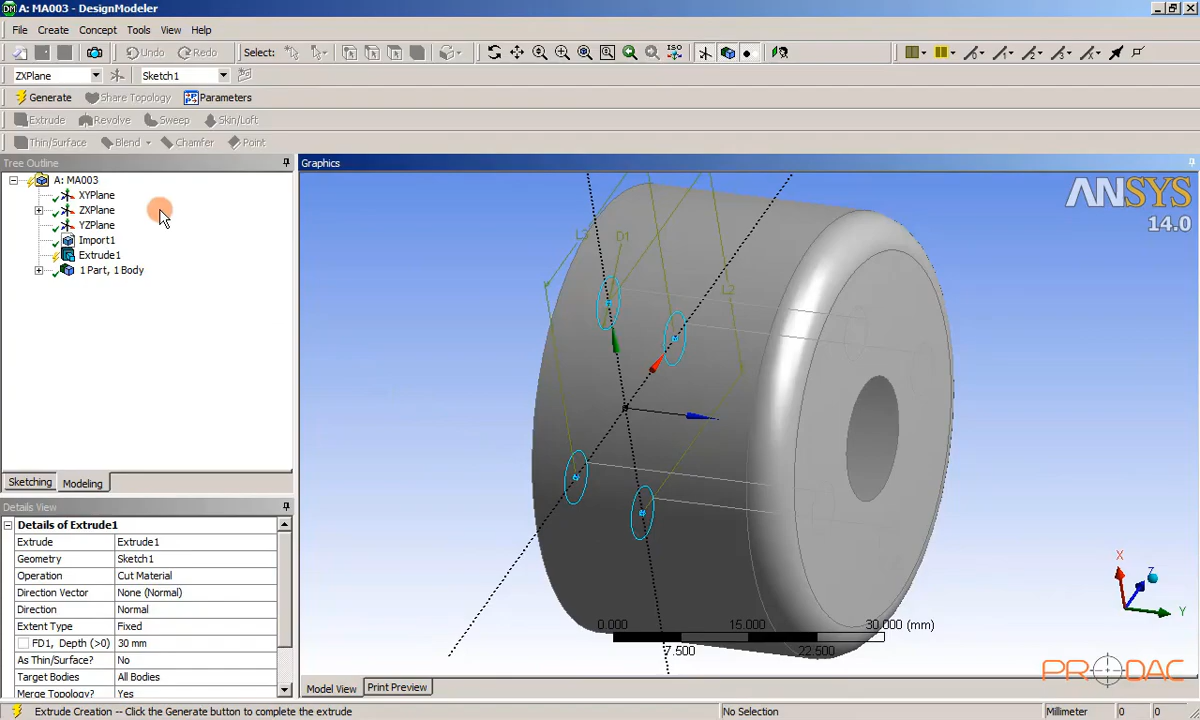 A: MA003 - DesignModeler
File Create Concept Tools View Help
Undo Redo Select: ISO
ZXPlane Sketch1
Generate Share Topology Parameters
Extrude Revolve Sweep Skin/Loft
Thin/Surface Blend Chamfer Point
Tree Outline
A: MA003
XYPlane
ZXPlane
YZPlane
Import1
Extrude1
1 Part, 1 Body
Sketching Modeling
Details View
Details of Extrude1
Extrude Extrude1
Geometry Sketch1
Operation Cut Material
Direction Vector None (Normal)
Direction Normal
Extent Type Fixed
FD1, Depth (>0) 30 mm
As Thin/Surface? No
Target Bodies All Bodies
Merge Topology? Yes
Graphics
ANSYS
14.0
L3 D1
L2
X
Z
Y
0.000 15.000 30.000 (mm)
7.500 22.500
PRODAC
Model View Print Preview
Extrude Creation -- Click the Generate button to complete the extrude No Selection Millimeter 0 0